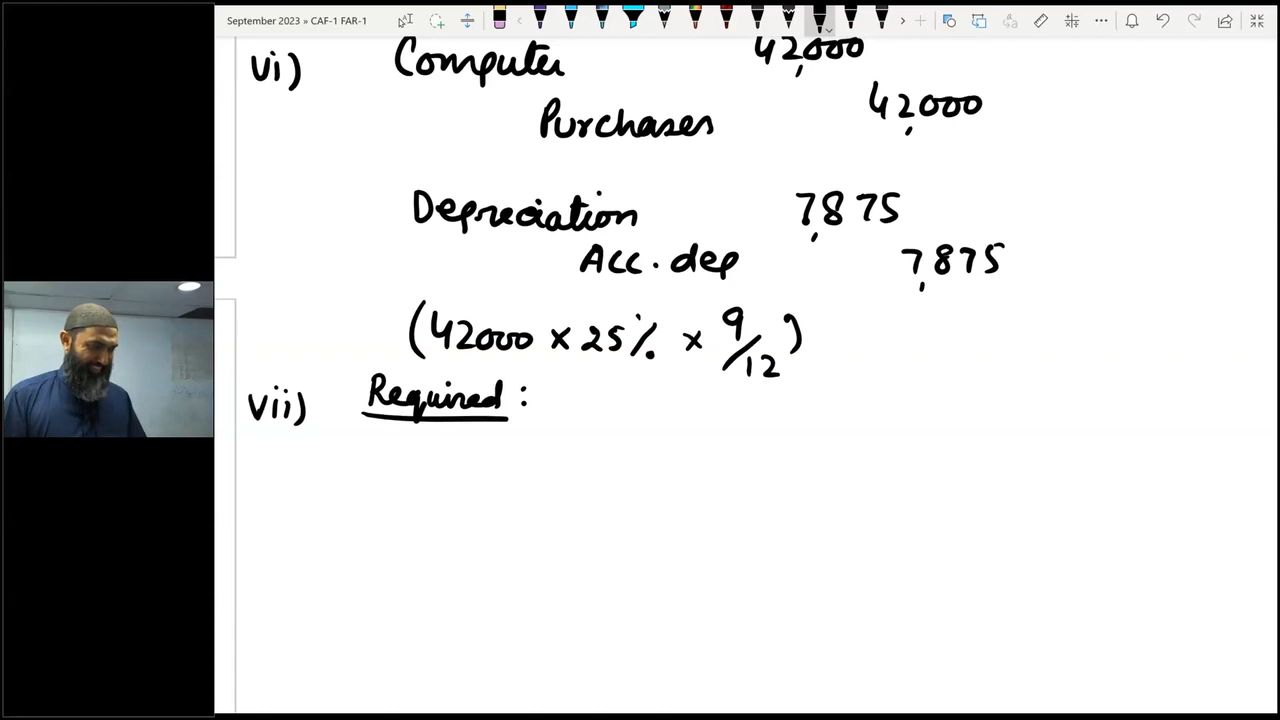 September 2023 » CAF-1 FAR-1
vi) Computer 42,000
Purchases 42,000
Depreciation 7,875
Acc. dep 7,875
(42000 × 25% × 9/12)
vii) Required :